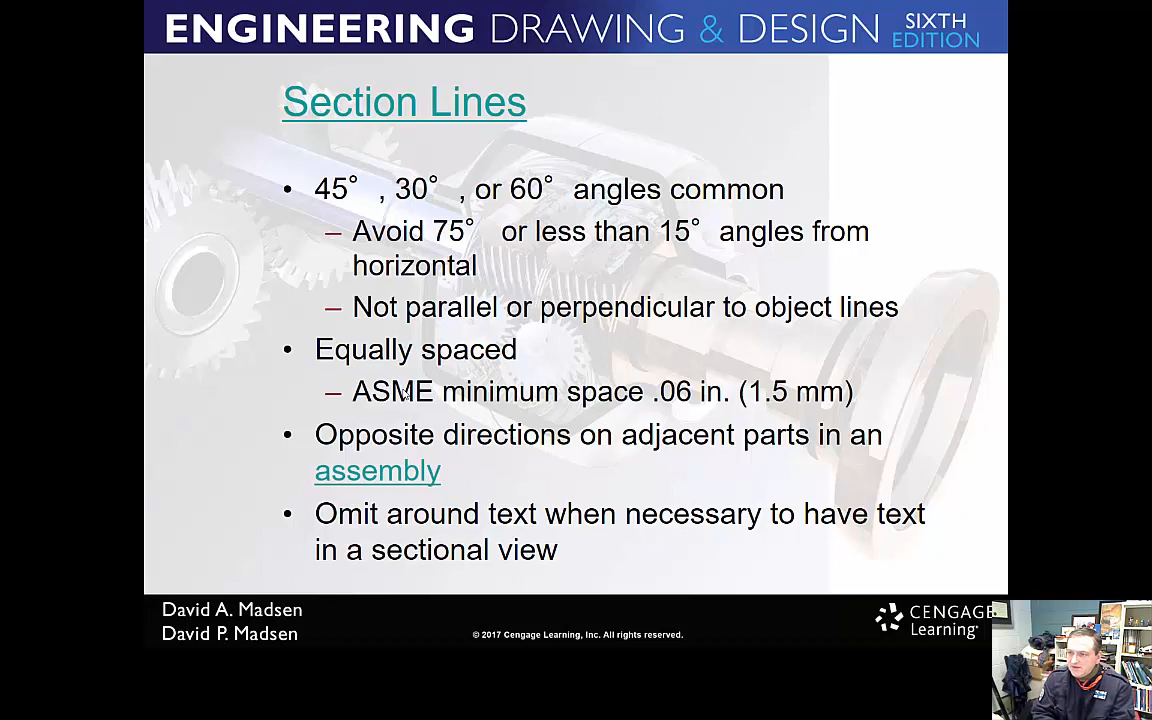 ENGINEERING DRAWING & DESIGN SIXTH EDITION
Section Lines
• 45° , 30° , or 60° angles common
– Avoid 75° or less than 15° angles from
horizontal
– Not parallel or perpendicular to object lines
• Equally spaced
– ASME minimum space .06 in. (1.5 mm)
• Opposite directions on adjacent parts in an
assembly
• Omit around text when necessary to have text
in a sectional view
David A. Madsen
David P. Madsen
© 2017 Cengage Learning, Inc. All rights reserved.
CENGAGE
Learning